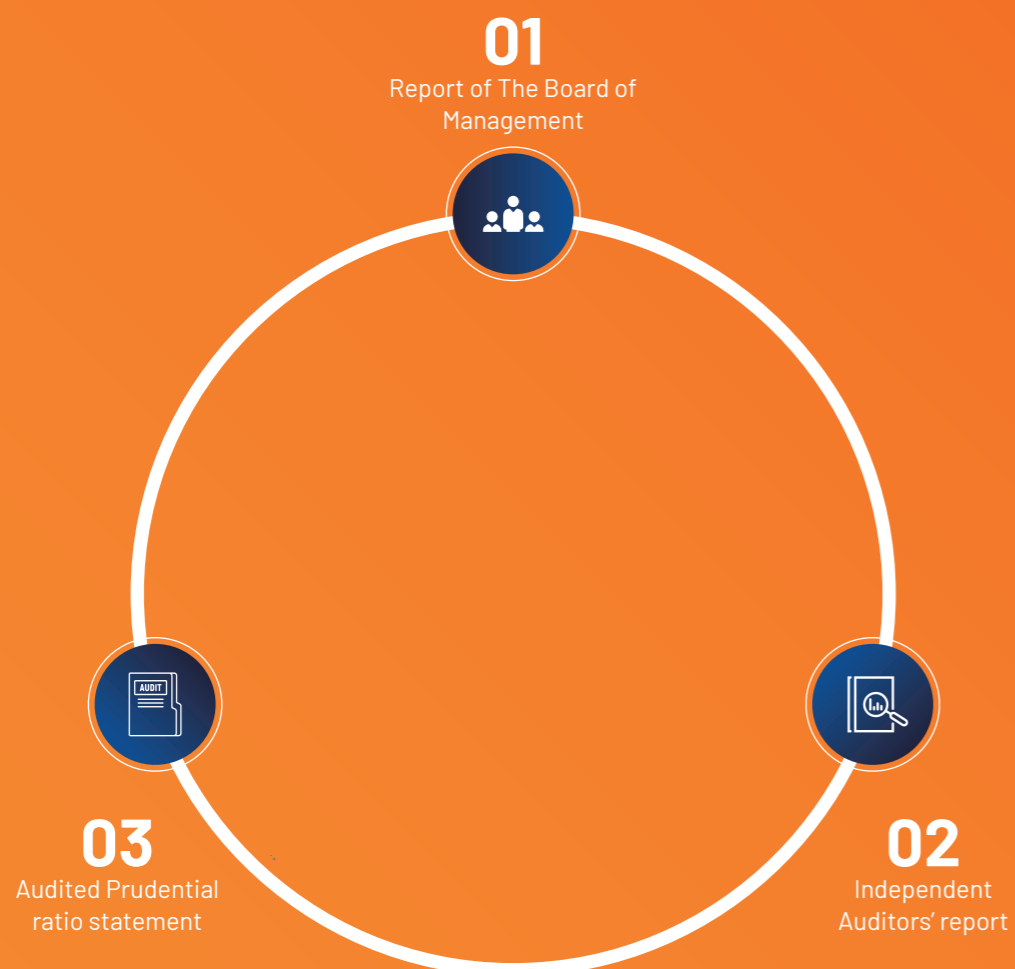 01
Report of The Board of
Management
AUDIT
02
Independent
Auditors’ report
03
Audited Prudential
ratio statement